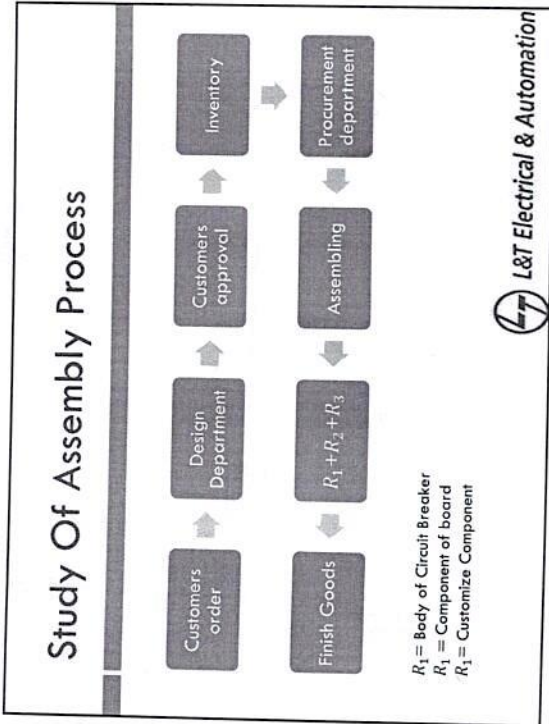 Study Of Assembly Process
Customers
order
Design
Department
Customers
approval
Inventory
Procurement
department
Assembling
R₁+R₂+R₃
Finish Goods
R₁= Body of Circuit Breaker
R₁ = Component of board
R₁= Customize Component
LT L&T Electrical & Automation